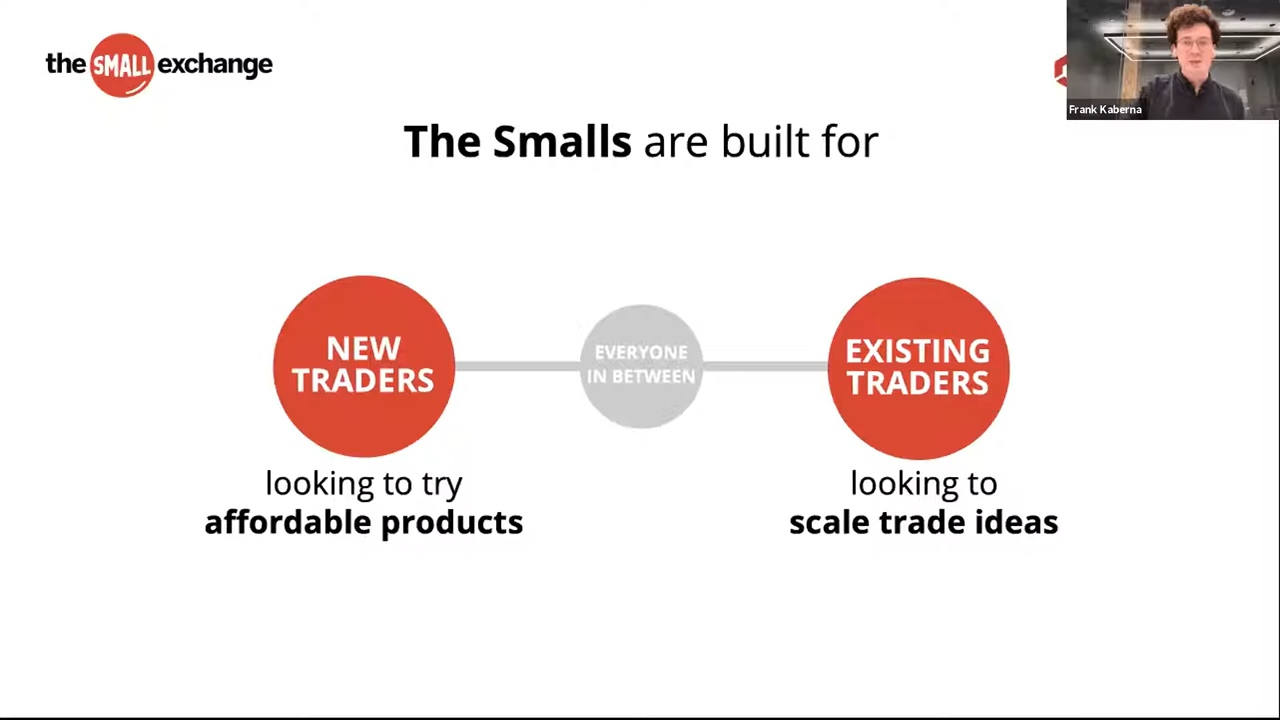 the SMALL exchange
Frank Kaberna
The Smalls are built for
NEW
TRADERS
EVERYONE
IN BETWEEN
EXISTING
TRADERS
looking to try
affordable products
looking to
scale trade ideas